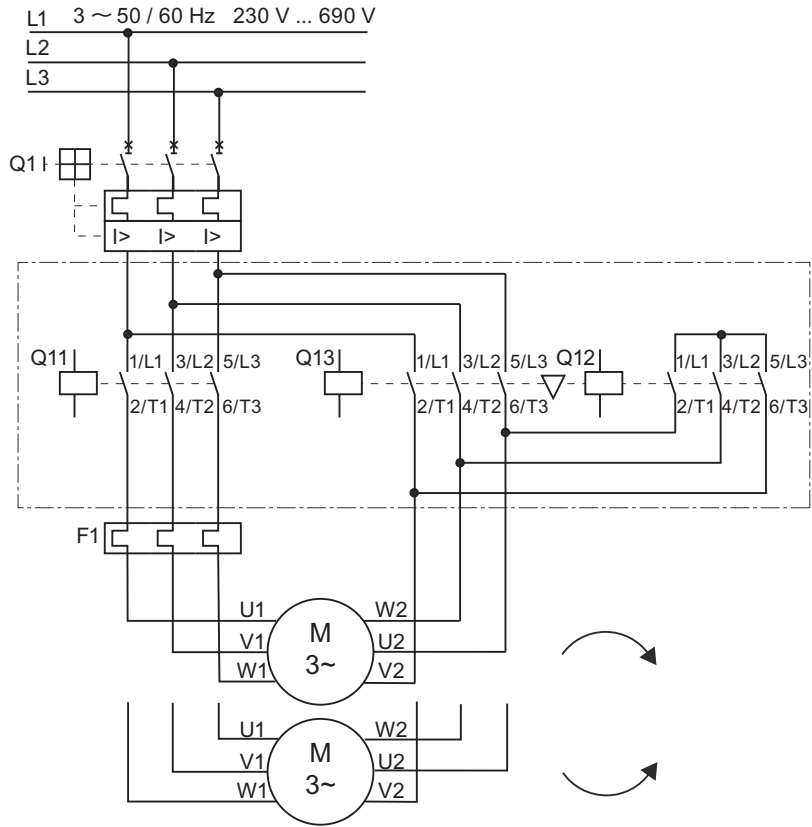 L1 3 ~ 50 / 60 Hz 230 V ... 690 V
L2
L3
Q1
I> I> I>
Q11 1/L1 3/L2 5/L3 Q13 1/L1 3/L2 5/L3 Q12 1/L1 3/L2 5/L3
2/T1 4/T2 6/T3 2/T1 4/T2 6/T3 2/T1 4/T2 6/T3
F1
U1 M W2
V1 3~ U2
W1 V2
U1 M W2
V1 3~ U2
W1 V2